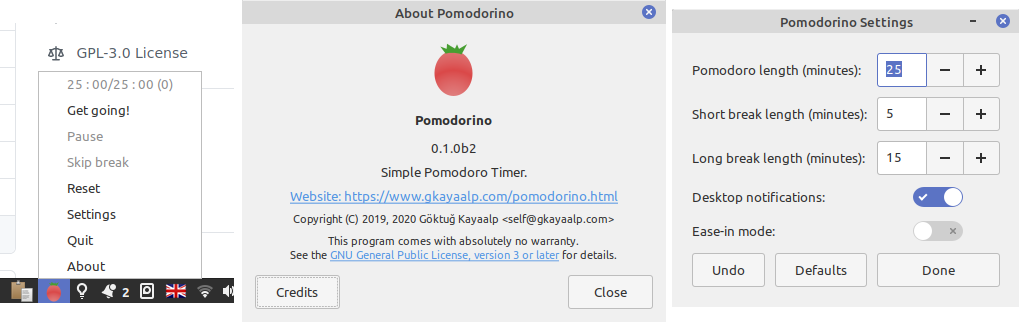 GPL-3.0 License
25 : 00/25 : 00 (0)
Get going!
Pause
Skip break
Reset
Settings
Quit
About
2
About Pomodorino
Pomodorino
0.1.0b2
Simple Pomodoro Timer.
Website: https://www.gkayaalp.com/pomodorino.html
Copyright (C) 2019, 2020 Göktuğ Kayaalp <self@gkayaalp.com>
This program comes with absolutely no warranty.
See the GNU General Public License, version 3 or later for details.
Credits
Close
Pomodorino Settings
Pomodoro length (minutes): 25
Short break length (minutes): 5
Long break length (minutes): 15
Desktop notifications:
Ease-in mode:
Undo
Defaults
Done